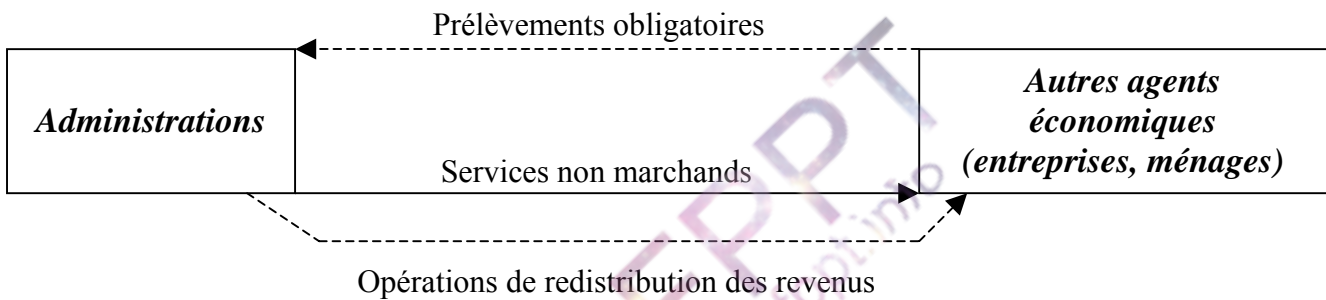 Prélèvements obligatoires
Administrations
Autres agents
économiques
(entreprises, ménages)
Services non marchands
Opérations de redistribution des revenus